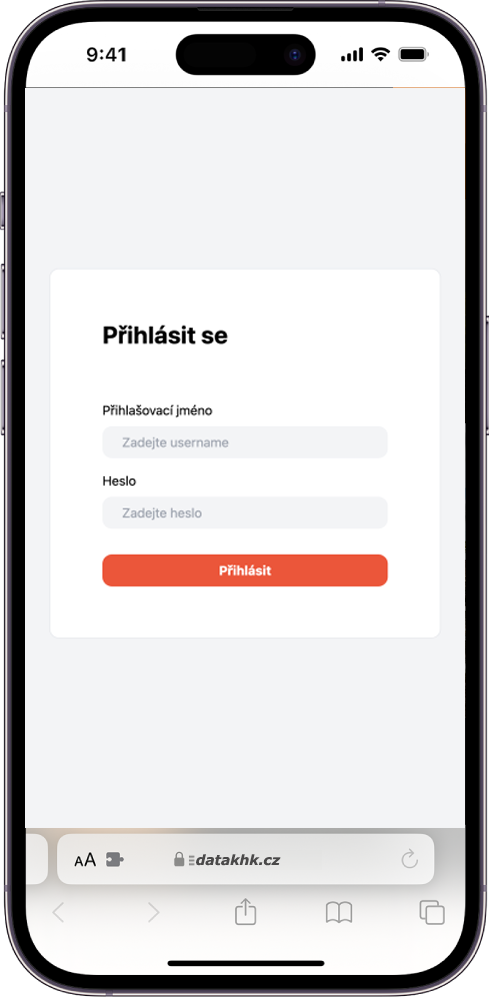 9:41
Přihlásit se
Přihlašovací jméno
Zadejte username
Heslo
Zadejte heslo
Přihlásit
AA
datakhk.cz